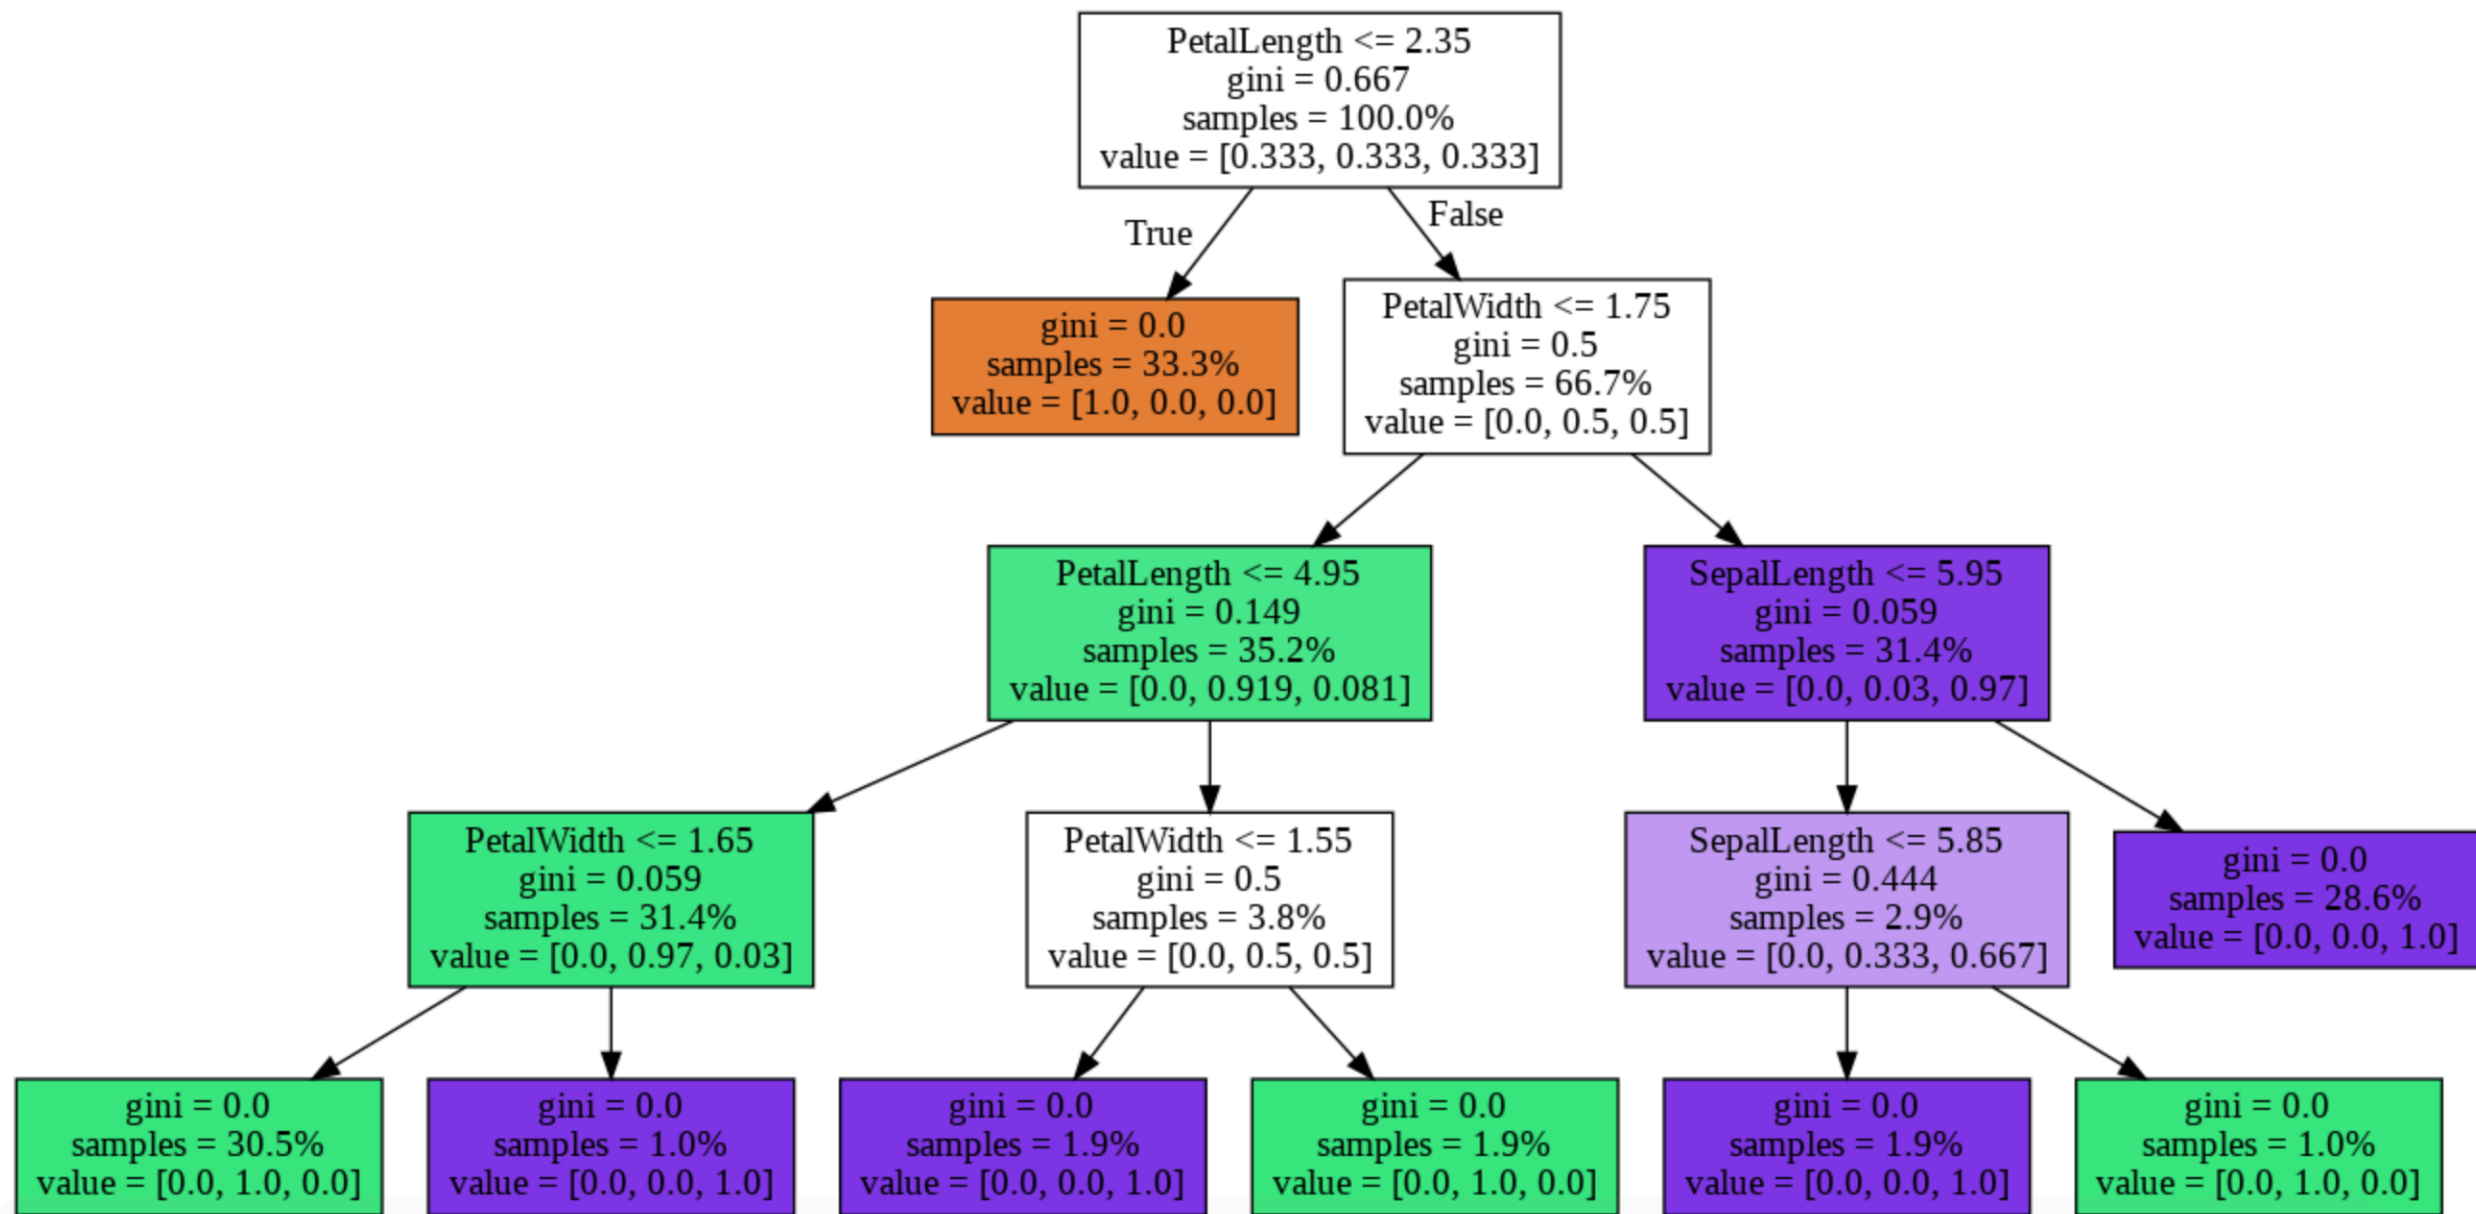 PetalLength <= 2.35
gini = 0.667
samples = 100.0%
value = [0.333, 0.333, 0.333]
True
False
gini = 0.0
samples = 33.3%
value = [1.0, 0.0, 0.0]
PetalWidth <= 1.75
gini = 0.5
samples = 66.7%
value = [0.0, 0.5, 0.5]
PetalLength <= 4.95
gini = 0.149
samples = 35.2%
value = [0.0, 0.919, 0.081]
SepalLength <= 5.95
gini = 0.059
samples = 31.4%
value = [0.0, 0.03, 0.97]
PetalWidth <= 1.65
gini = 0.059
samples = 31.4%
value = [0.0, 0.97, 0.03]
PetalWidth <= 1.55
gini = 0.5
samples = 3.8%
value = [0.0, 0.5, 0.5]
SepalLength <= 5.85
gini = 0.444
samples = 2.9%
value = [0.0, 0.333, 0.667]
gini = 0.0
samples = 28.6%
value = [0.0, 0.0, 1.0]
gini = 0.0
samples = 30.5%
value = [0.0, 1.0, 0.0]
gini = 0.0
samples = 1.0%
value = [0.0, 0.0, 1.0]
gini = 0.0
samples = 1.9%
value = [0.0, 0.0, 1.0]
gini = 0.0
samples = 1.9%
value = [0.0, 1.0, 0.0]
gini = 0.0
samples = 1.9%
value = [0.0, 0.0, 1.0]
gini = 0.0
samples = 1.0%
value = [0.0, 1.0, 0.0]